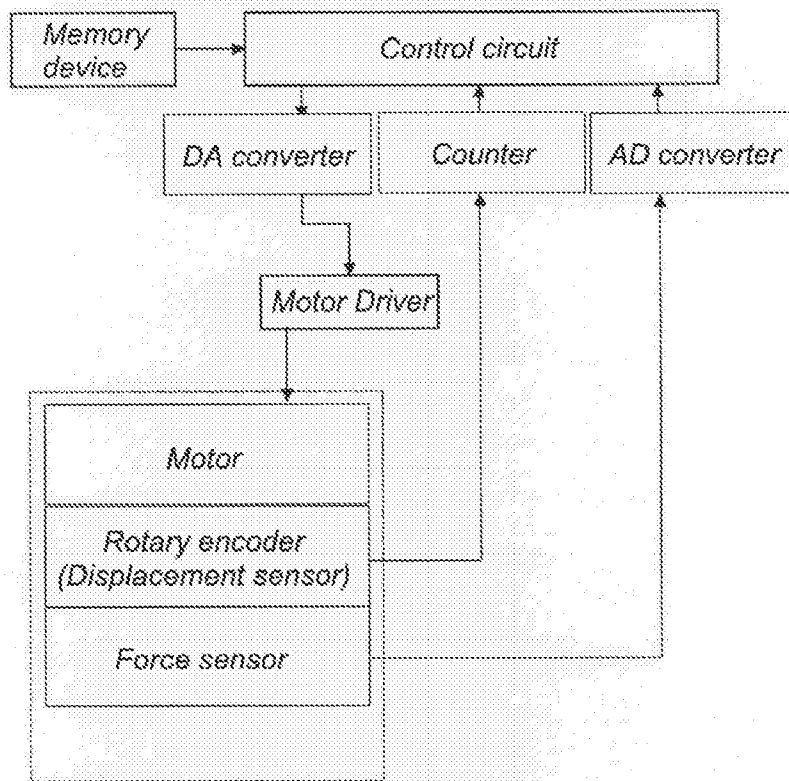 Memory
device
Control circuit
DA converter
Counter
AD converter
Motor Driver
Motor
Rotary encoder
(Displacement sensor)
Force sensor